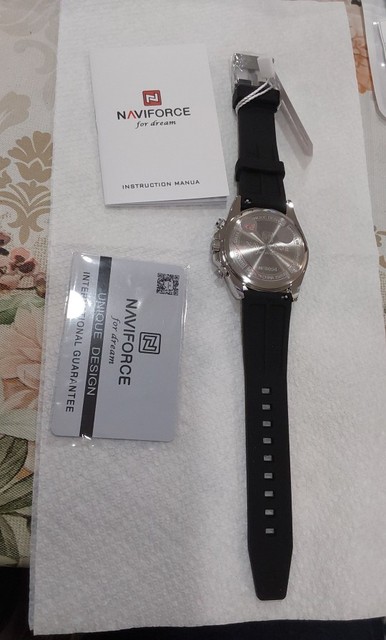 NAVIFORCE
for dream
INSTRUCTION MANUA
NAVIFORCE
for dream
UNIQUE DESIGN
INTERNATIONAL GUARANTEE